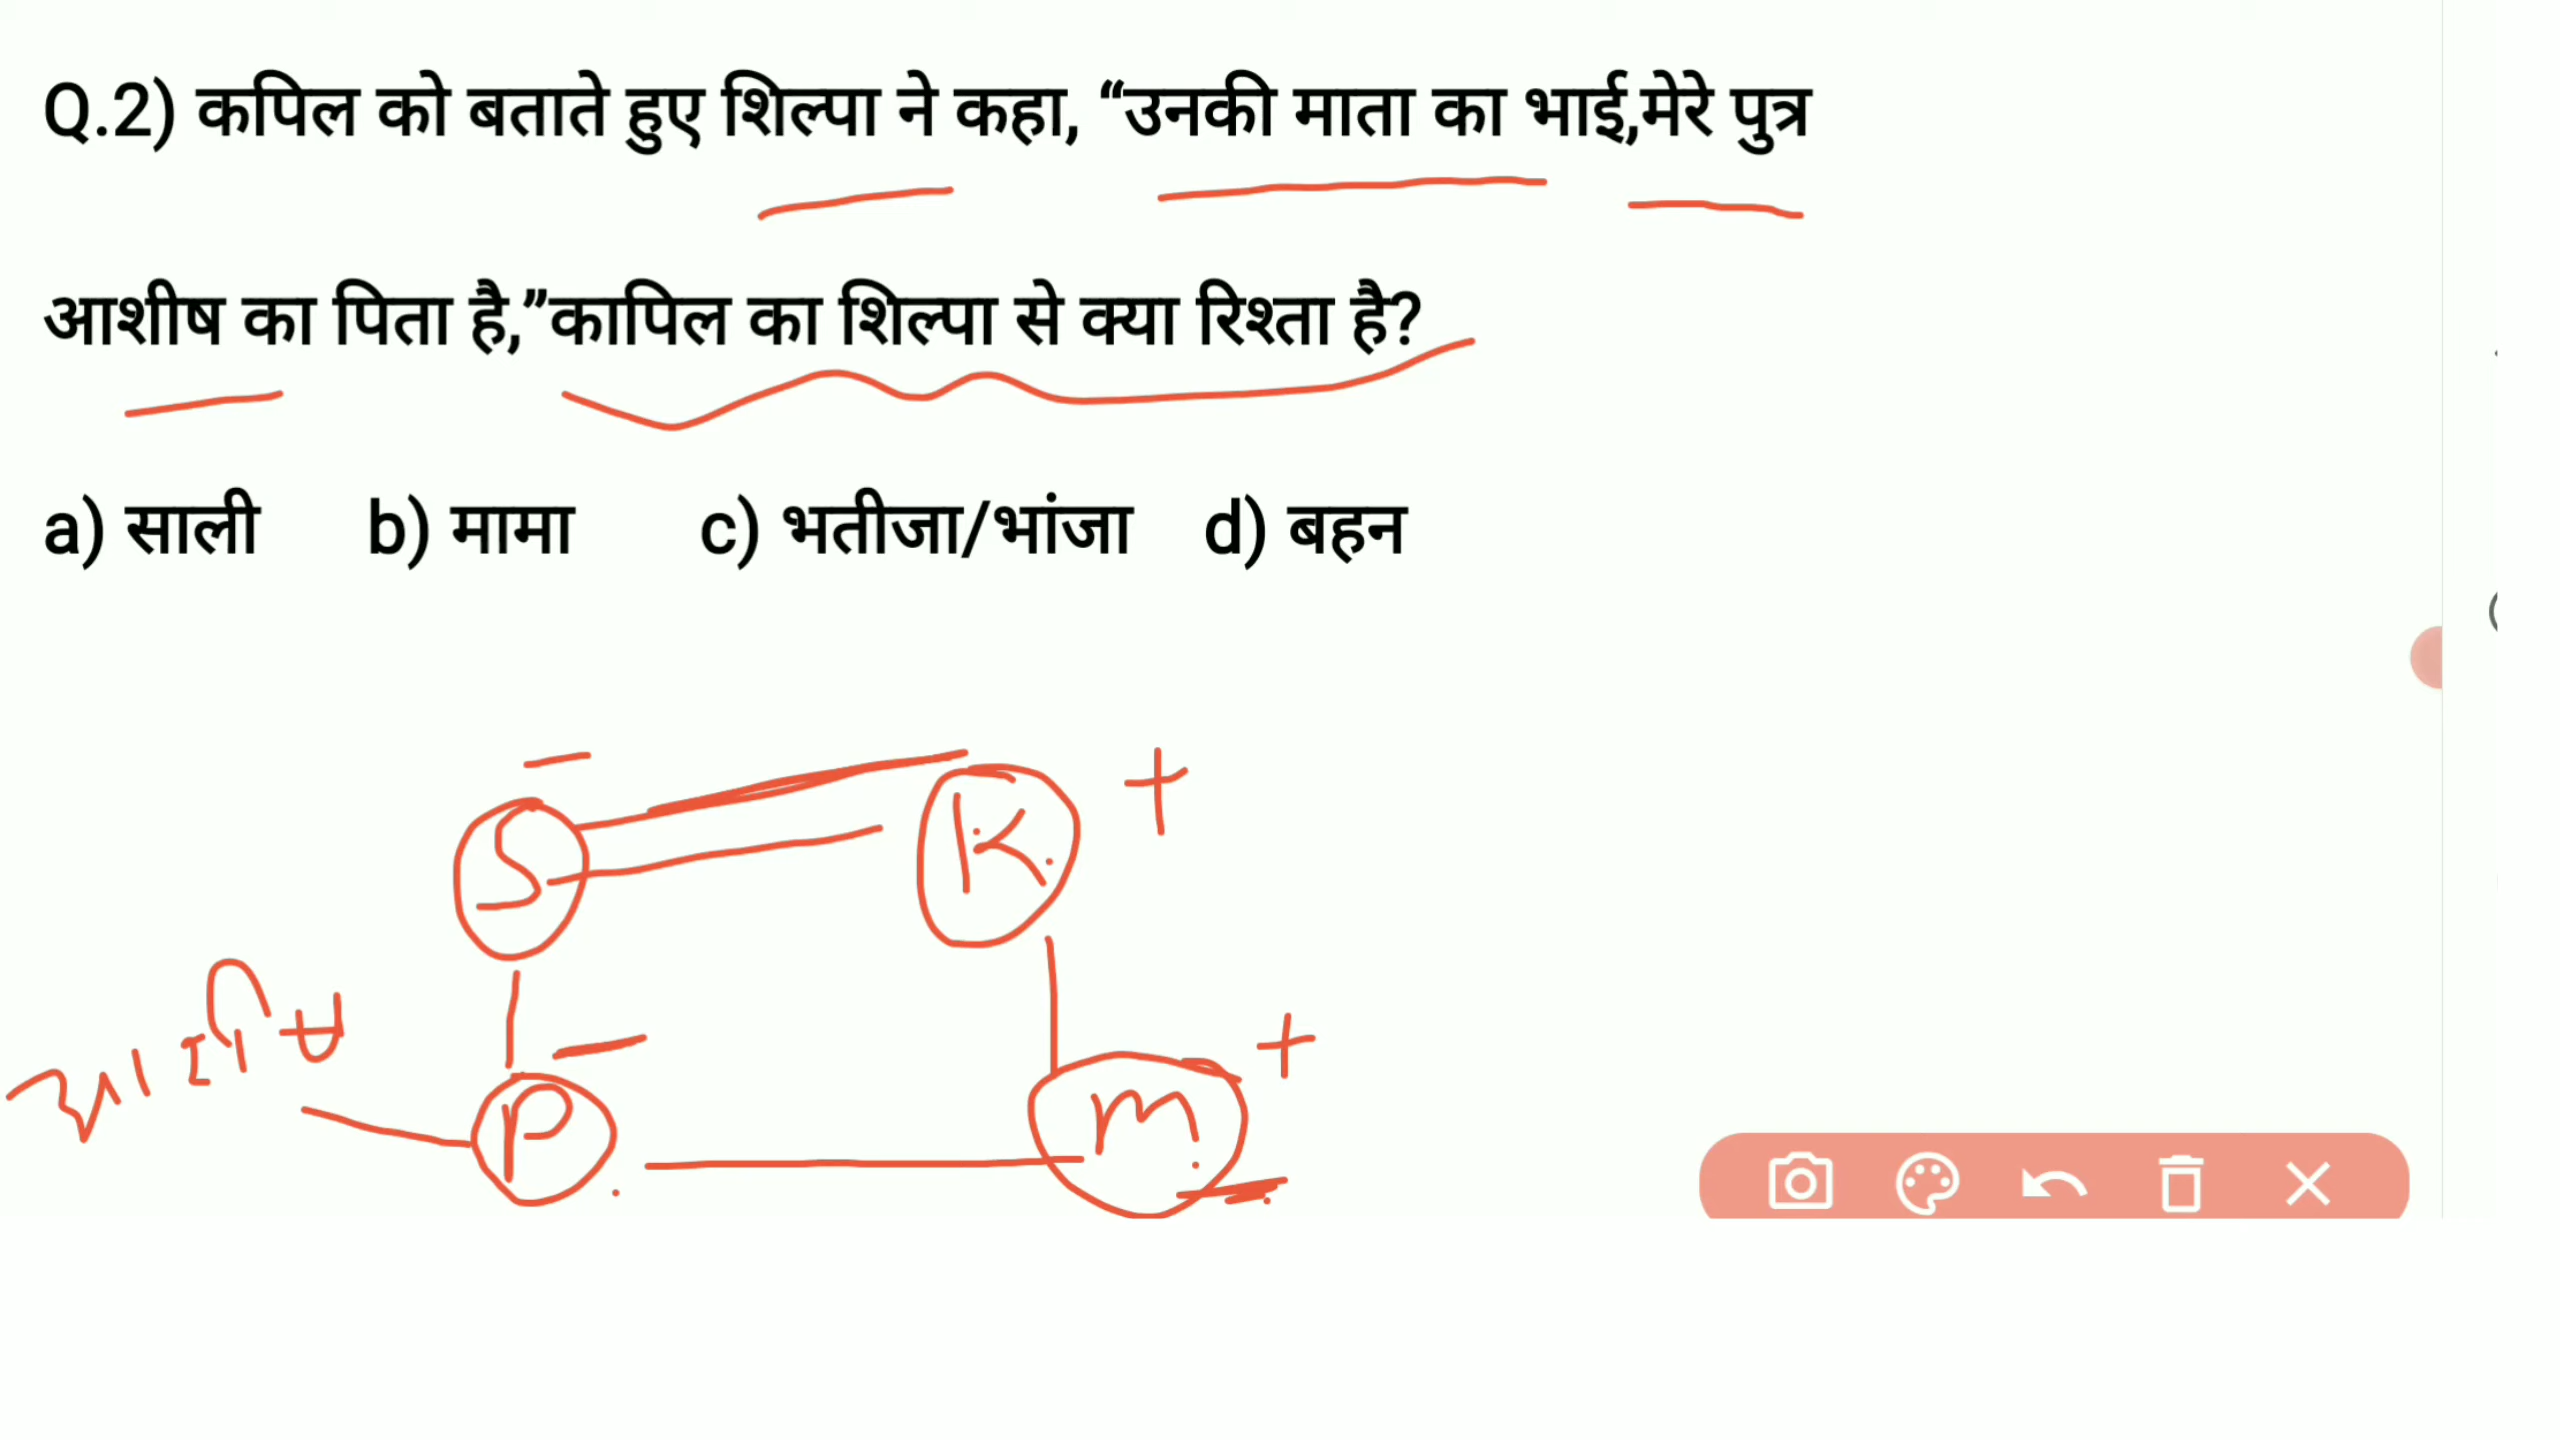 Q.2) कपिल को बताते हुए शिल्पा ने कहा, “उनकी माता का भाई,मेरे पुत्र
आशीष का पिता है,”कापिल का शिल्पा से क्या रिश्ता है?
a) साली b) मामा c) भतीजा/भांजा d) बहन
S K +
आशीष
P m +